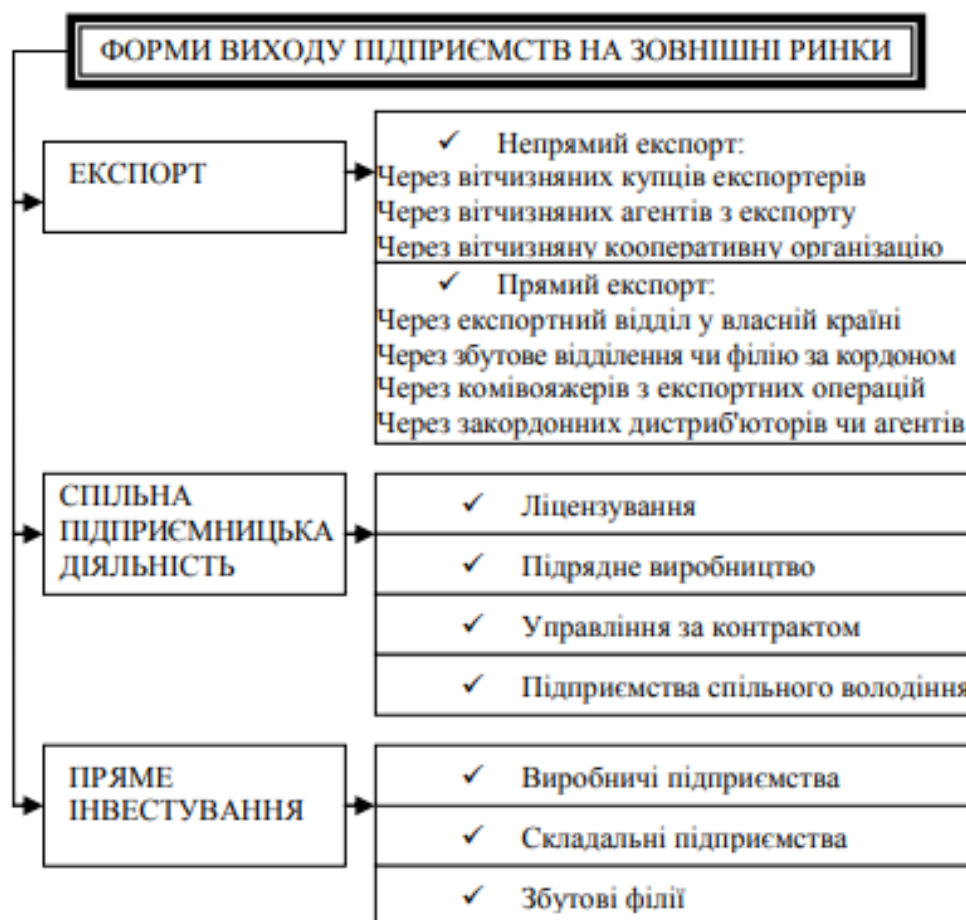 ФОРМИ ВИХОДУ ПІДПРИЄМСТВ НА ЗОВНІШНІ РИНКИ
ЕКСПОРТ
✓ Непрямий експорт:
Через вітчизняних купців експортерів
Через вітчизняних агентів з експорту
Через вітчизняну кооперативну організацію
✓ Прямий експорт:
Через експортний відділ у власній країні
Через збутове відділення чи філію за кордоном
Через комівояжерів з експортних операцій
Через закордонних дистриб'юторів чи агентів
СПІЛЬНА
ПІДПРИЄМНИЦЬКА
ДІЯЛЬНІСТЬ
✓ Ліцензування
✓ Підрядне виробництво
✓ Управління за контрактом
✓ Підприємства спільного володіння
ПРЯМЕ
ІНВЕСТУВАННЯ
✓ Виробничі підприємства
✓ Складальні підприємства
✓ Збутові філії